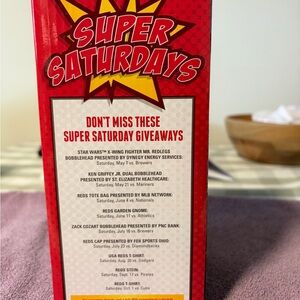 SUPER
SATURDAYS
DON'T MISS THESE
SUPER SATURDAY GIVEAWAYS
STAR WARS™ X-WING FIGHTER MR. REDLEGS
BOBBLEHEAD PRESENTED BY DYNEGY ENERGY SERVICES:
Saturday, May 7 vs. Brewers
KEN GRIFFEY JR. DUAL BOBBLEHEAD
PRESENTED BY ST. ELIZABETH HEALTHCARE:
Saturday, May 21 vs. Mariners
REDS TOTE BAG PRESENTED BY MLB NETWORK:
Saturday, June 4 vs. Nationals
REDS GARDEN GNOME:
Saturday, June 11 vs. Athletics
ZACK COZART BOBBLEHEAD PRESENTED BY PNC BANK:
Saturday, July 16 vs. Brewers
REDS CAP PRESENTED BY FOX SPORTS OHIO:
Saturday, July 23 vs. Diamondbacks
USA REDS T-SHIRT:
Saturday, Aug. 20 vs. Dodgers
REDS STEIN:
Saturday, Sept. 17 vs. Pirates
REDS T-SHIRT:
Saturday, Oct. 1 vs. Cubs